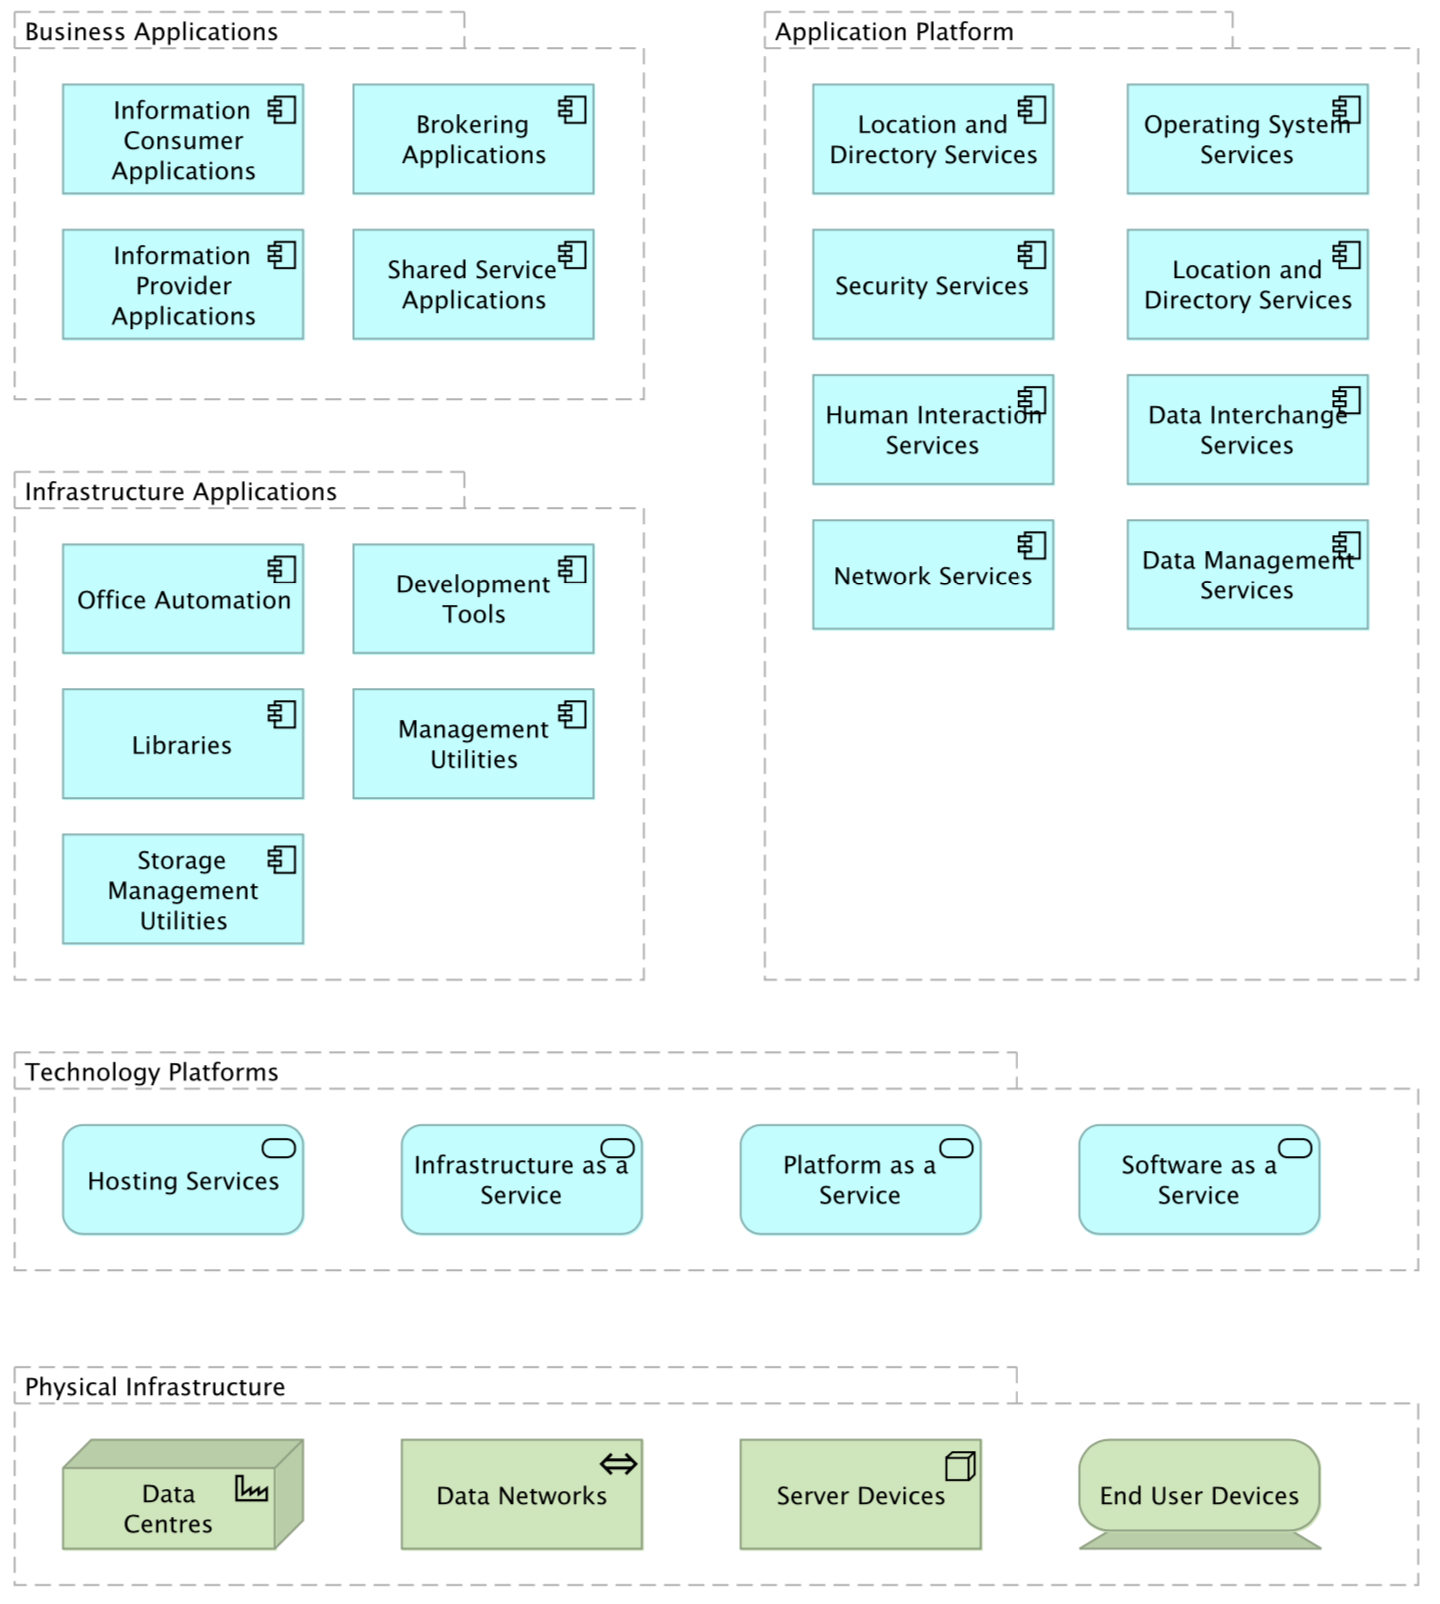 Business Applications
Information
Consumer
Applications
Brokering
Applications
Information
Provider
Applications
Shared Service
Applications
Application Platform
Location and
Directory Services
Operating System
Services
Security Services
Location and
Directory Services
Human Interaction
Services
Data Interchange
Services
Network Services
Data Management
Services
Infrastructure Applications
Office Automation
Development
Tools
Libraries
Management
Utilities
Storage
Management
Utilities
Technology Platforms
Hosting Services
Infrastructure as a
Service
Platform as a
Service
Software as a
Service
Physical Infrastructure
Data
Centres
Data Networks
Server Devices
End User Devices